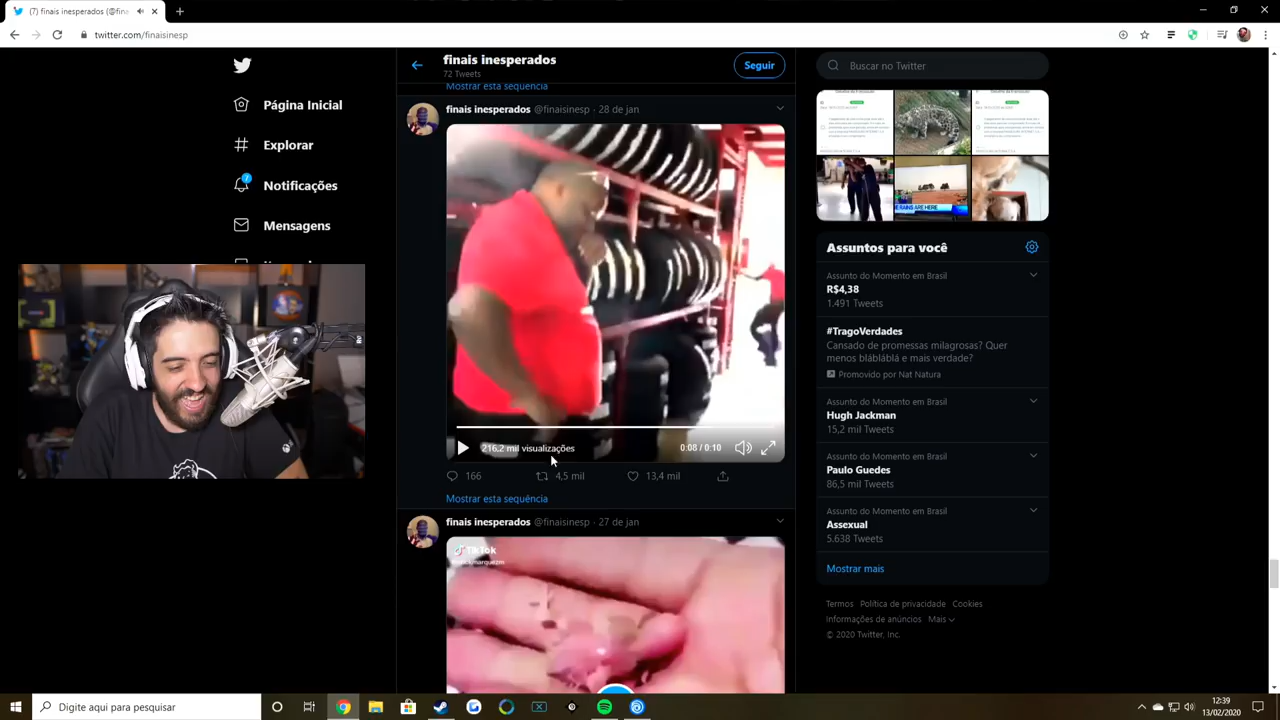 (7) finais inesperados (@fina
twitter.com/finaisinesp
finais inesperados
72 Tweets
Seguir
Buscar no Twitter
Página Inicial
Explorar
Notificações
7
Mensagens
Mostrar esta sequência
finais inesperados @finaisinesp · 28 de jan
216,2 mil visualizações
0:08 / 0:10
166
4,5 mil
13,4 mil
Mostrar esta sequência
finais inesperados @finaisinesp · 27 de jan
TikTok
E RAINS ARE HERE
Assuntos para você
Assunto do Momento em Brasil
R$4,38
1.491 Tweets
#TragoVerdades
Cansado de promessas milagrosas? Quer
menos blábláblá e mais verdade?
Promovido por Nat Natura
Assunto do Momento em Brasil
Hugh Jackman
15,2 mil Tweets
Assunto do Momento em Brasil
Paulo Guedes
86,5 mil Tweets
Assunto do Momento em Brasil
Assexual
5.638 Tweets
Mostrar mais
Termos Política de privacidade Cookies
Informações de anúncios Mais
© 2020 Twitter, Inc.
Digite aqui para pesquisar
12:39
13/02/2020